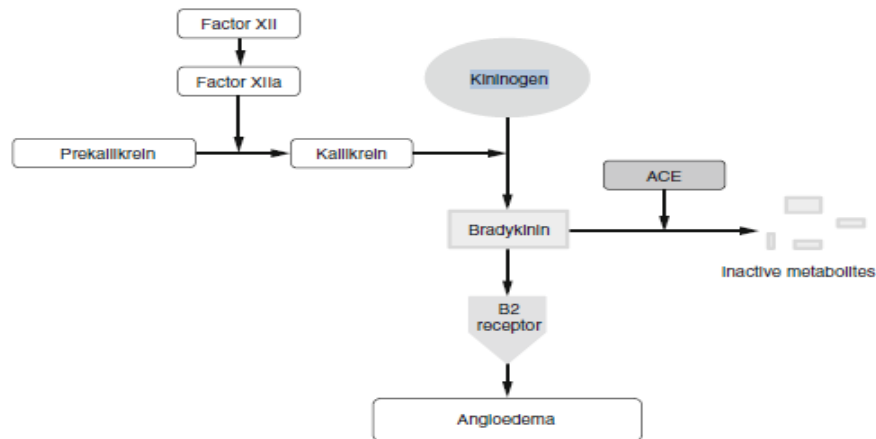 Factor XII
Factor XIIa
Kininogen
Prekallikrein
Kallikrein
ACE
Bradykinin
Inactive metabolites
B2
receptor
Angioedema